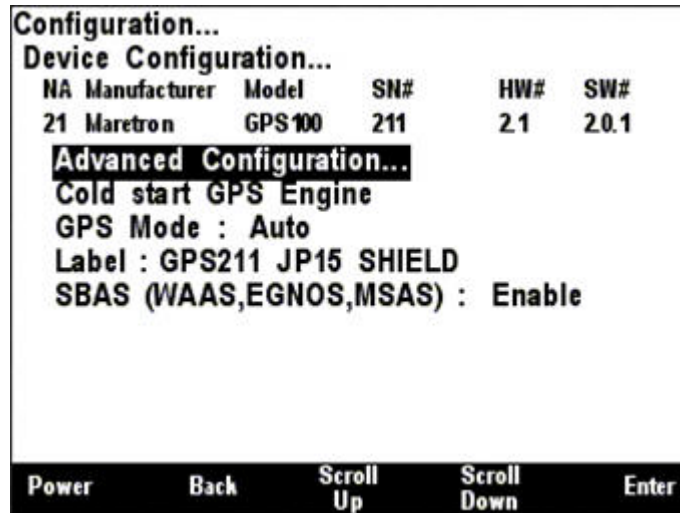 Configuration...
Device Configuration...
NA Manufacturer Model SN# HW# SW#
21 Maretron GPS100 211 2.1 2.0.1
Advanced Configuration...
Cold start GPS Engine
GPS Mode : Auto
Label : GPS211 JP15 SHIELD
SBAS (WAAS,EGNOS,MSAS) : Enable
Power Back Scroll Up Scroll Down Enter